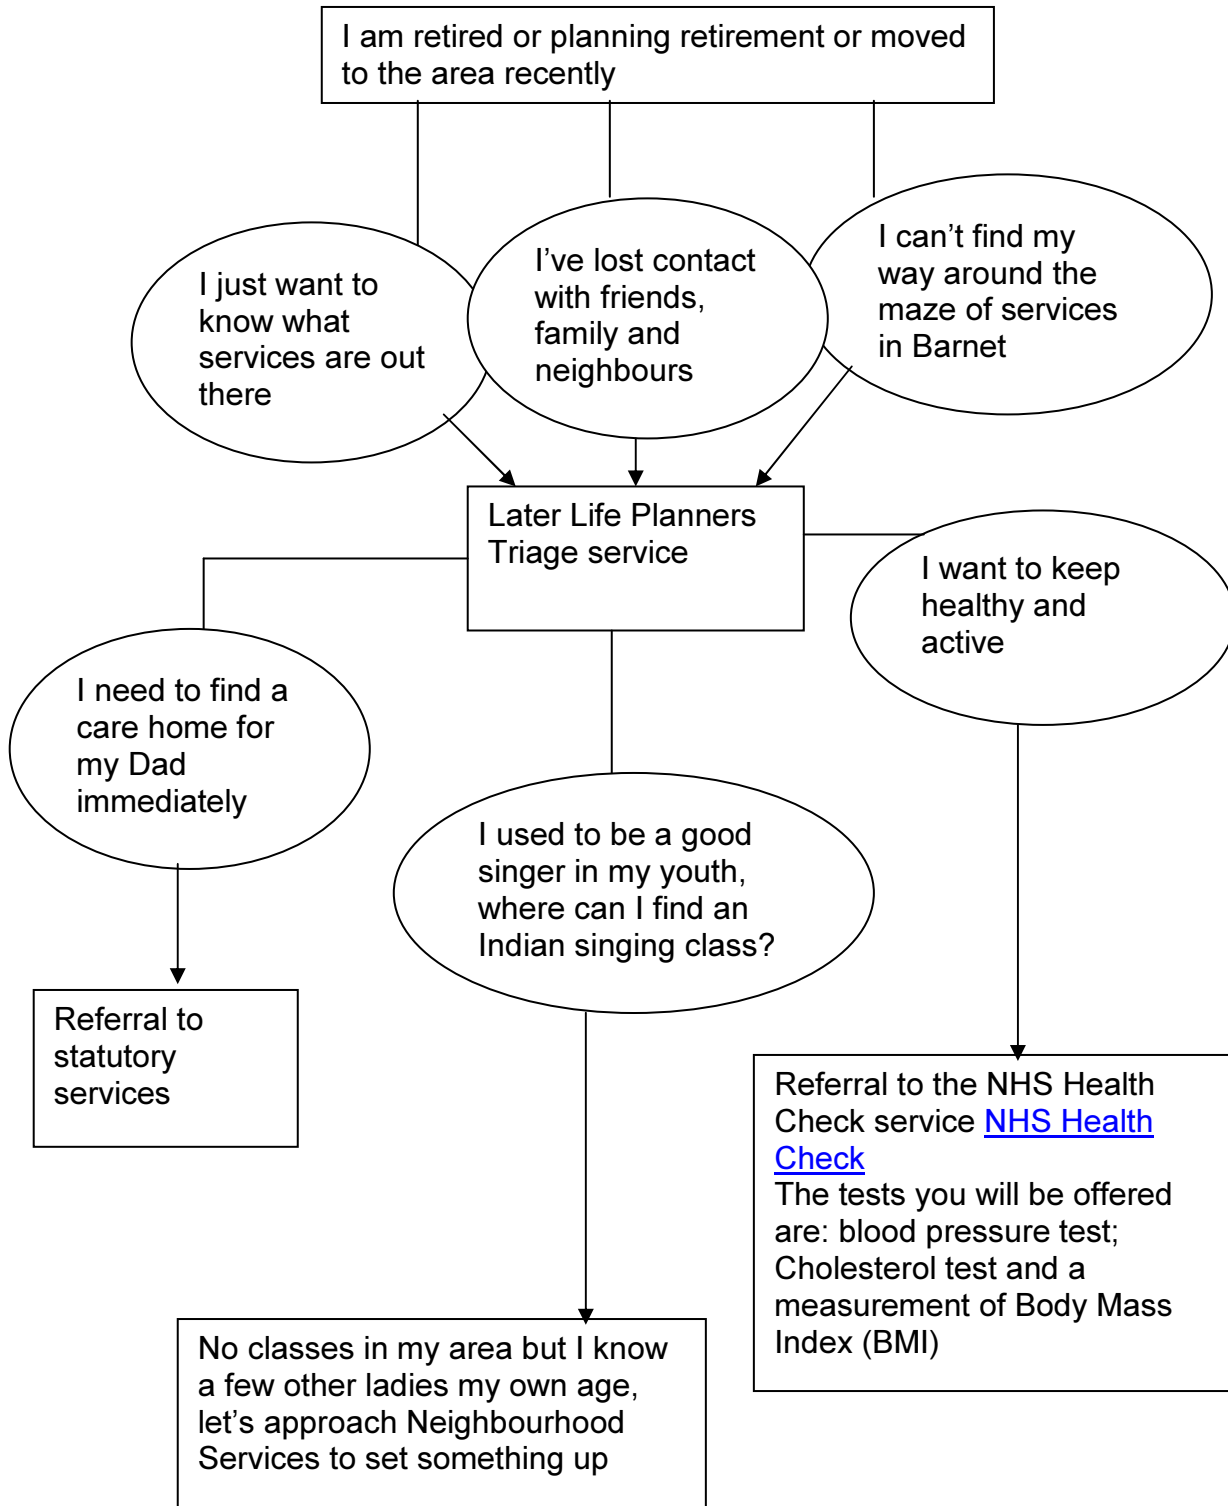 I am retired or planning retirement or moved
to the area recently
I just want to
know what
services are out
there
I've lost contact
with friends,
family and
neighbours
I can't find my
way around the
maze of services
in Barnet
Later Life Planners
Triage service
I want to keep
healthy and
active
I need to find a
care home for
my Dad
immediately
I used to be a good
singer in my youth,
where can I find an
Indian singing class?
Referral to
statutory
services
Referral to the NHS Health
Check service NHS Health
Check
The tests you will be offered
are: blood pressure test;
Cholesterol test and a
measurement of Body Mass
Index (BMI)
No classes in my area but I know
a few other ladies my own age,
let's approach Neighbourhood
Services to set something up